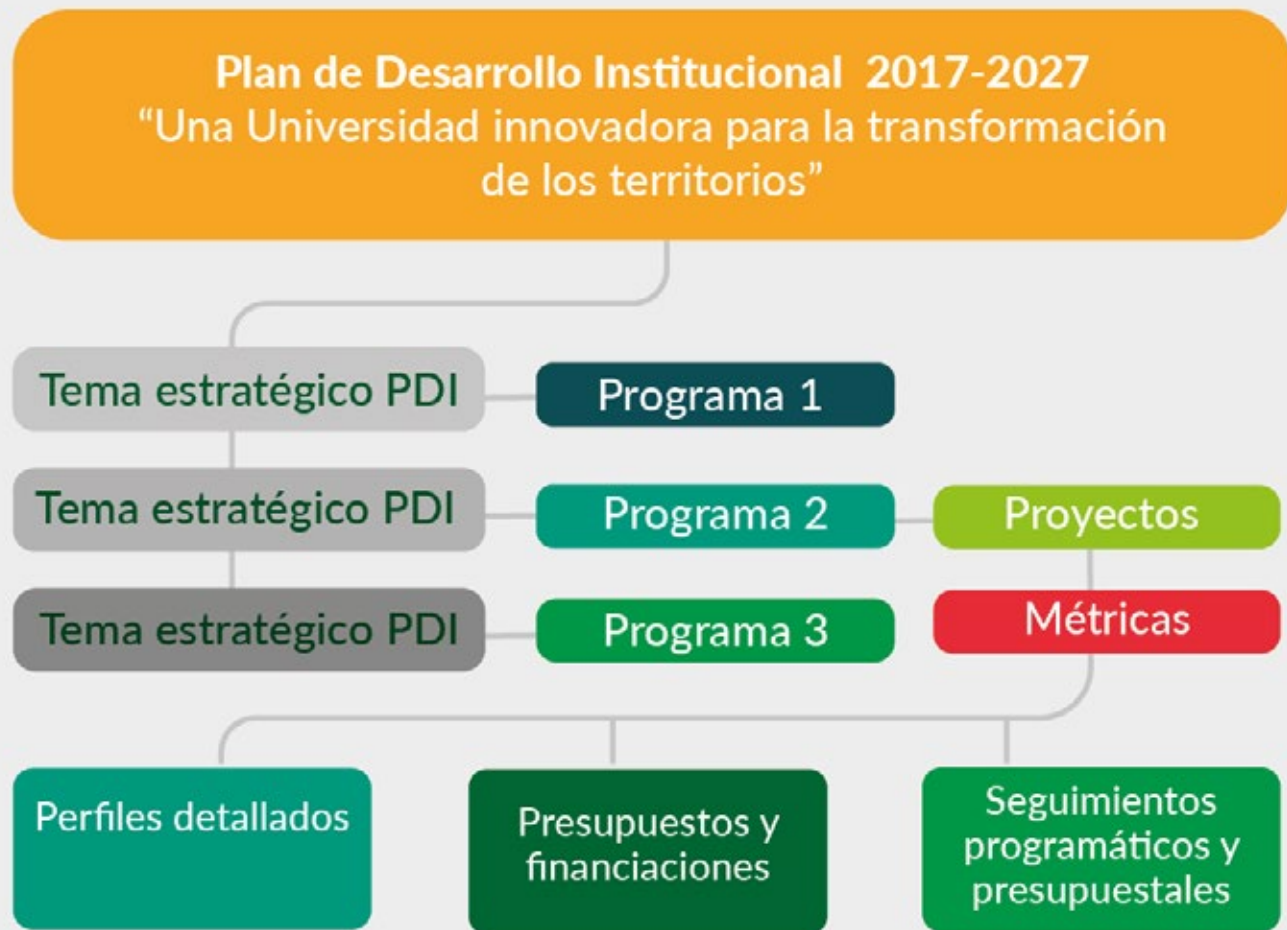 Plan de Desarrollo Institucional 2017-2027
“Una Universidad innovadora para la transformación
de los territorios”
Tema estratégico PDI
Programa 1
Tema estratégico PDI
Programa 2
Proyectos
Tema estratégico PDI
Programa 3
Métricas
Perfiles detallados
Presupuestos y
financiaciones
Seguimientos
programáticos y
presupuestales